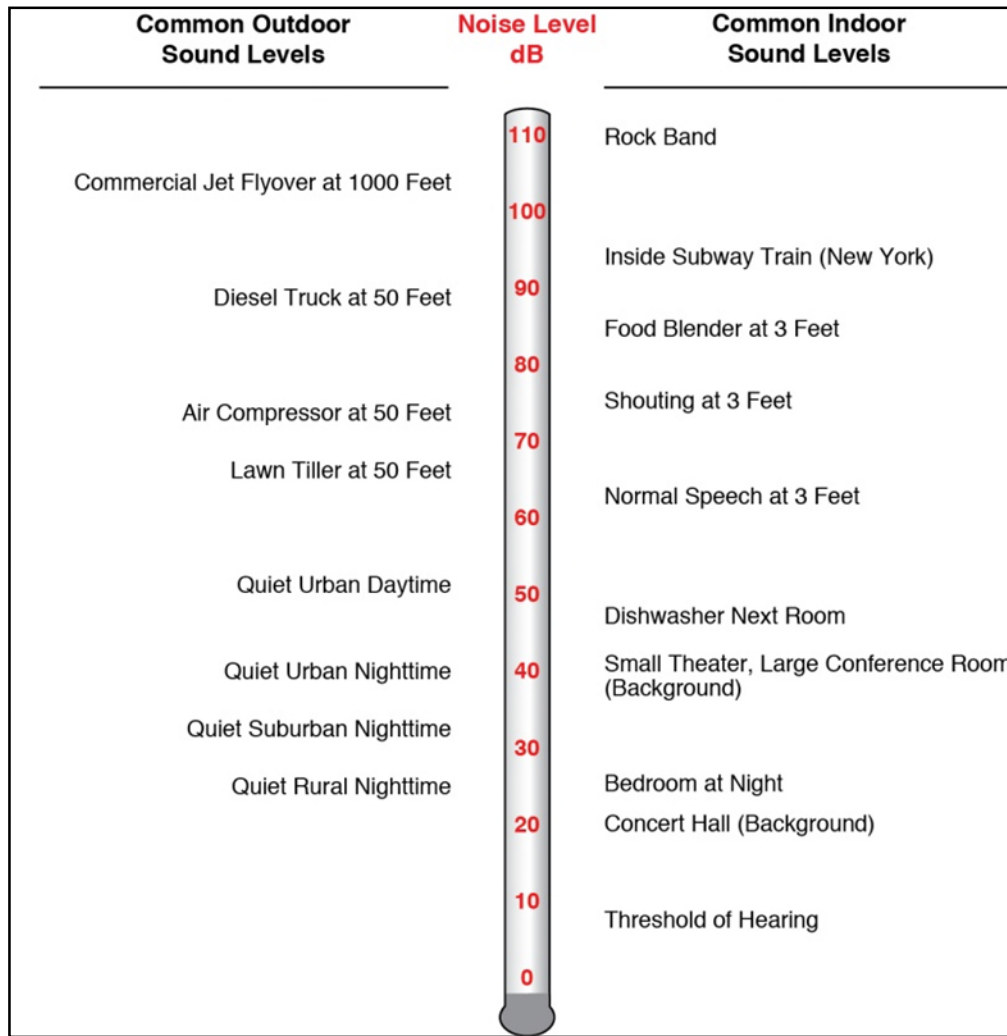 Common Outdoor
Sound Levels
Noise Level
dB
Common Indoor
Sound Levels
110
Rock Band
Commercial Jet Flyover at 1000 Feet
100
Inside Subway Train (New York)
90
Diesel Truck at 50 Feet
Food Blender at 3 Feet
80
Shouting at 3 Feet
Air Compressor at 50 Feet
70
Lawn Tiller at 50 Feet
Normal Speech at 3 Feet
60
Quiet Urban Daytime
50
Dishwasher Next Room
Quiet Urban Nighttime
40
Small Theater, Large Conference Room
(Background)
Quiet Suburban Nighttime
30
Quiet Rural Nighttime
Bedroom at Night
20
Concert Hall (Background)
10
Threshold of Hearing
0